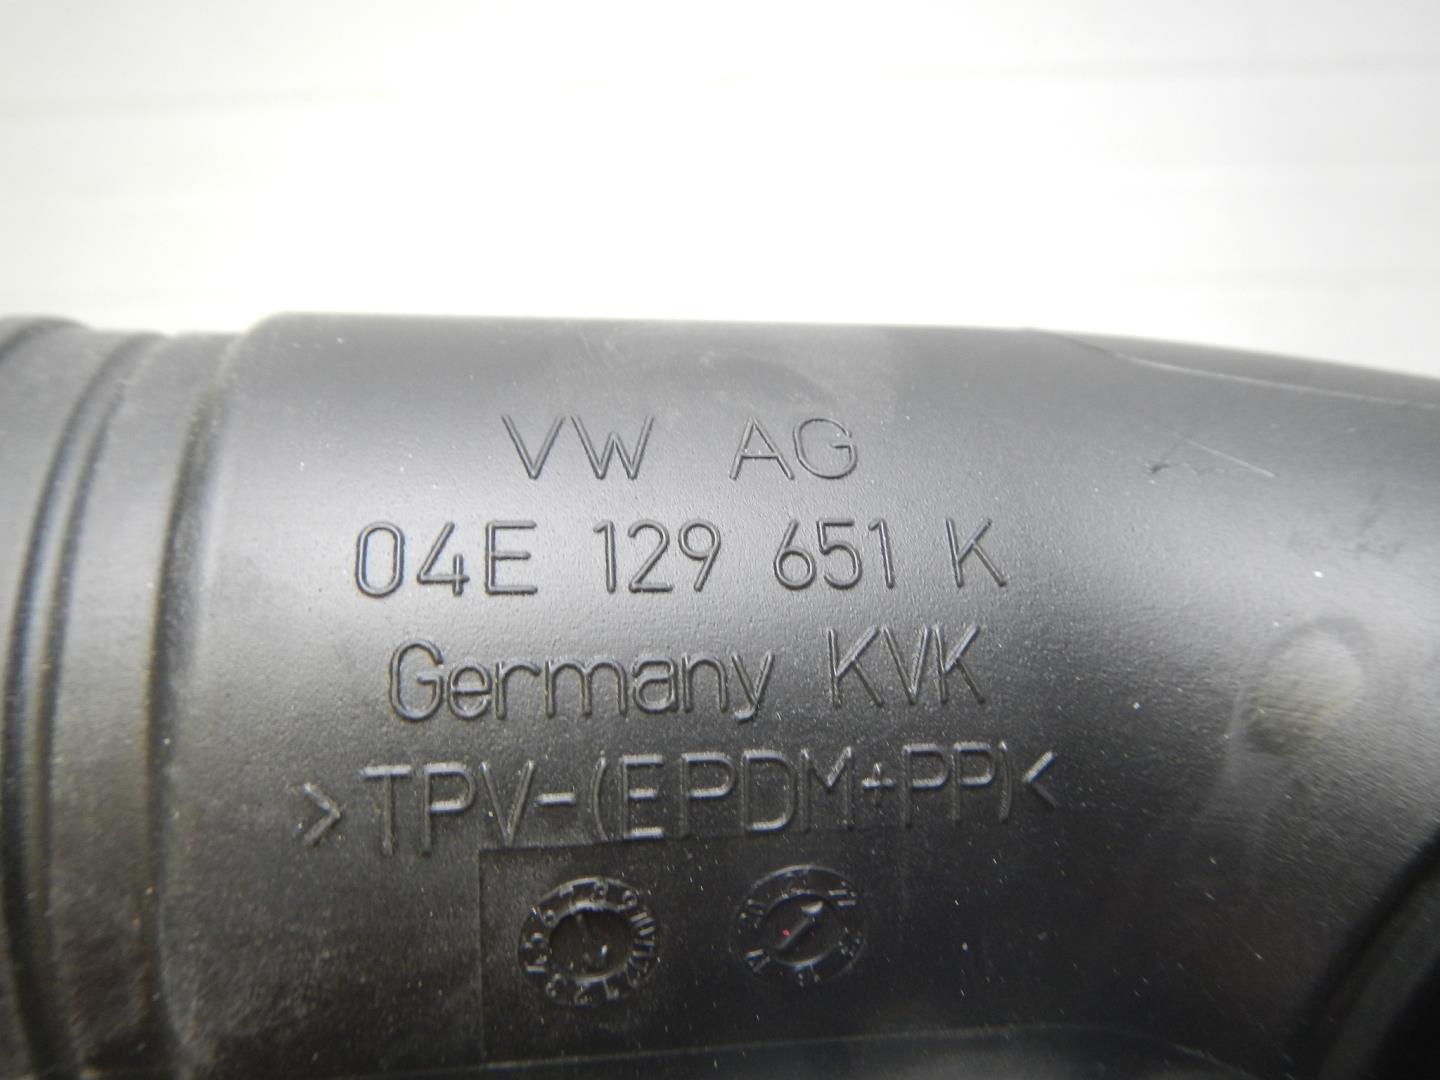 VW AG
04E 129 651 K
Germany KVK
>TPV-(EPDM+PP)<